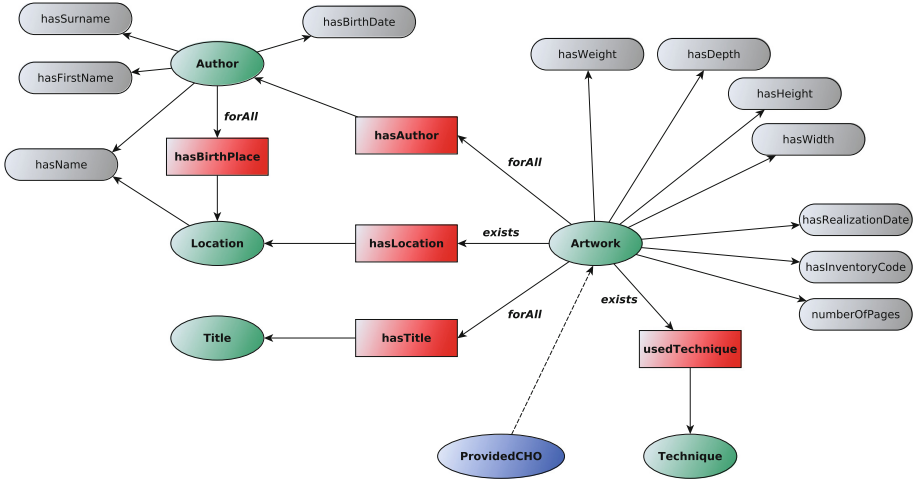 hasSurname
hasBirthDate
Author
hasFirstName
hasWeight
hasDepth
hasHeight
forAll
hasAuthor
hasWidth
hasBirthPlace
hasName
forAll
hasRealizationDate
exists
Location
hasLocation
Artwork
hasInventoryCode
exists
forAll
numberOfPages
Title
hasTitle
usedTechnique
ProvidedCHO
Technique